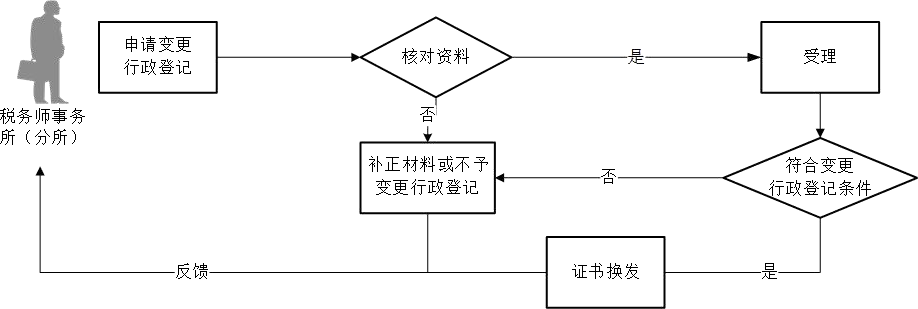 申请变更
行政登记
核对资料
是
受理
税务师事务
所（分所）
否
补正材料或不予
变更行政登记
否
符合变更
行政登记条件
反馈
证书换发
是